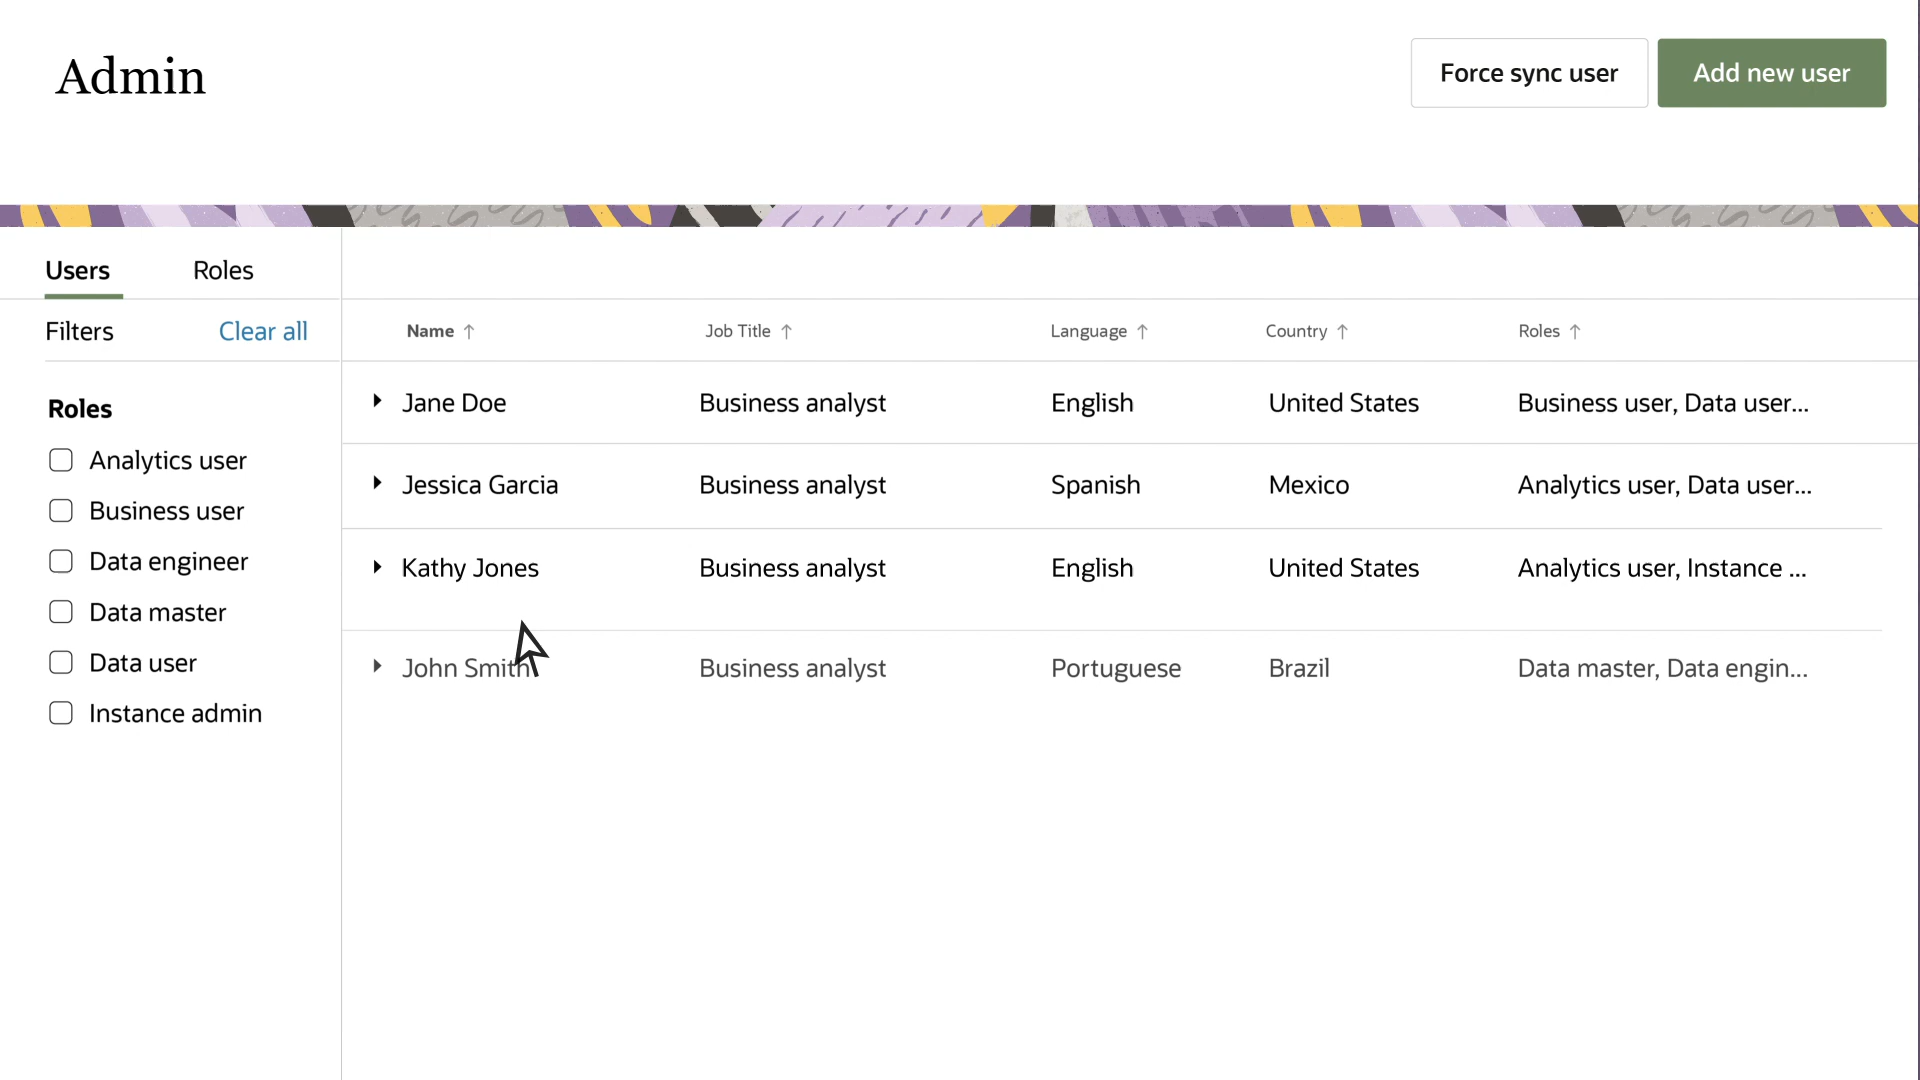 Admin
Force sync user
Add new user
Users
Roles
Filters
Clear all
Roles
Analytics user
Business user
Data engineer
Data master
Data user
Instance admin
Name ↑ Job Title ↑ Language ↑ Country ↑ Roles ↑
Jane Doe Business analyst English United States Business user, Data user...
Jessica Garcia Business analyst Spanish Mexico Analytics user, Data user...
Kathy Jones Business analyst English United States Analytics user, Instance ...
John Smith Business analyst Portuguese Brazil Data master, Data engin...